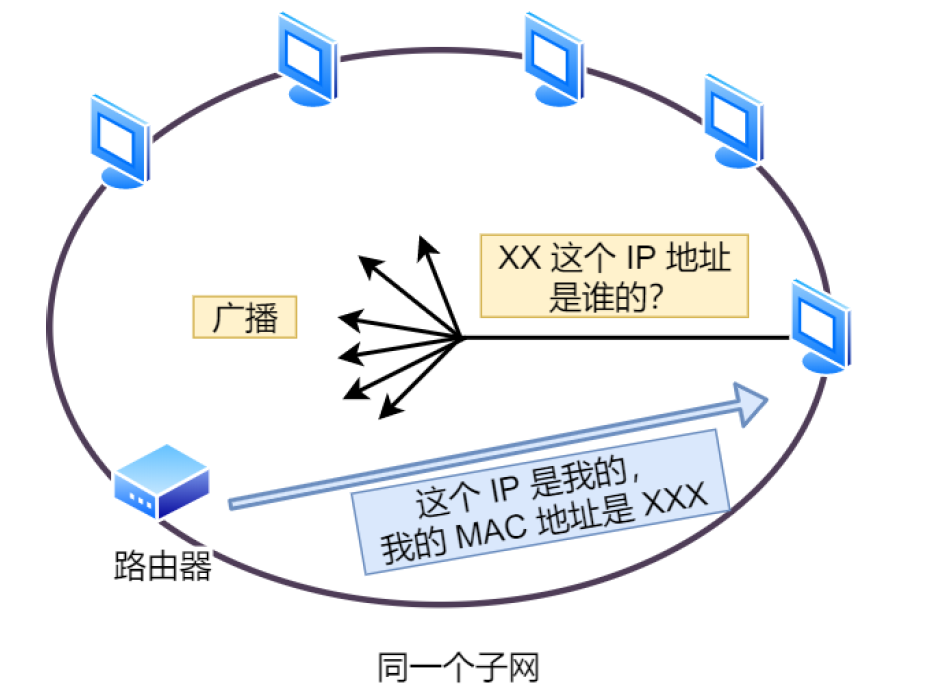 XX 这个 IP 地址
是谁的？
广播
这个 IP 是我的，
我的 MAC 地址是 XXX
路由器
同一个子网